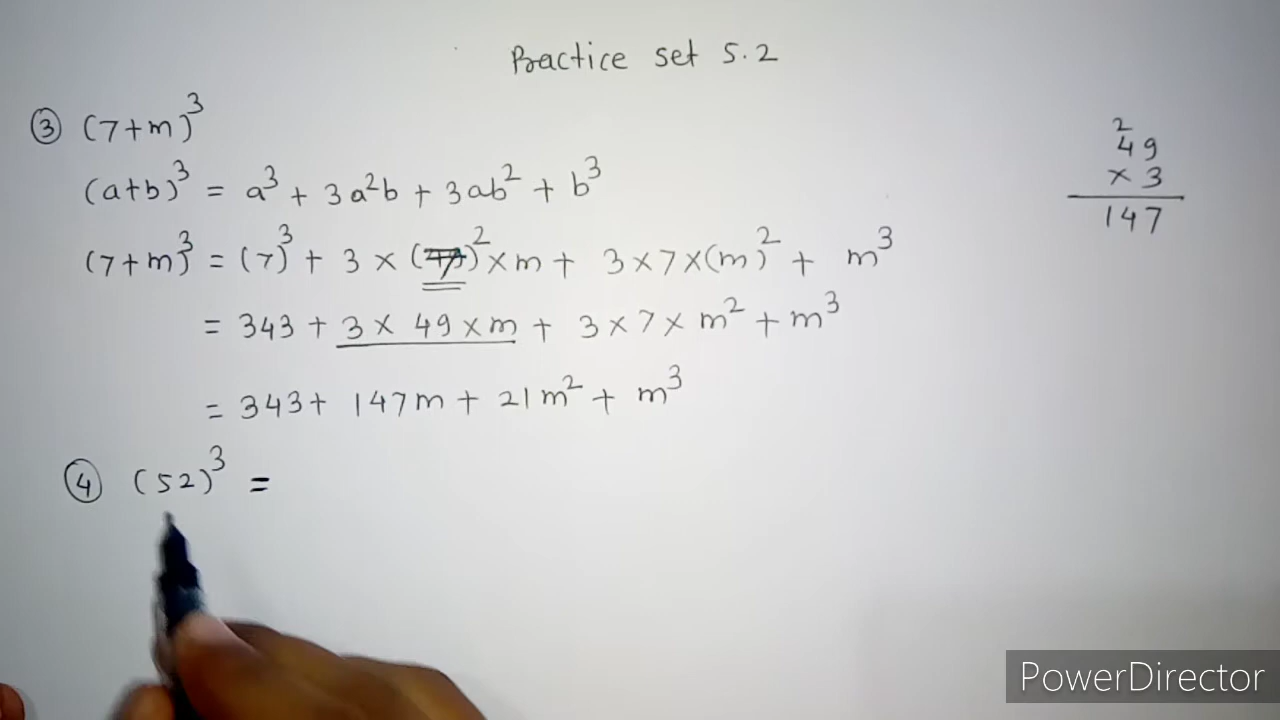 Practice set 5.2
③ (7+m)³
(a+b)³ = a³ + 3a²b + 3ab² + b³
(7+m)³ = (7)³ + 3 × (7)² × m + 3×7×(m)² + m³
= 343 + 3 × 49 × m + 3 × 7 × m² + m³
= 343 + 147m + 21m² + m³
④ (52)³ =
2
49
× 3
147
PowerDirector